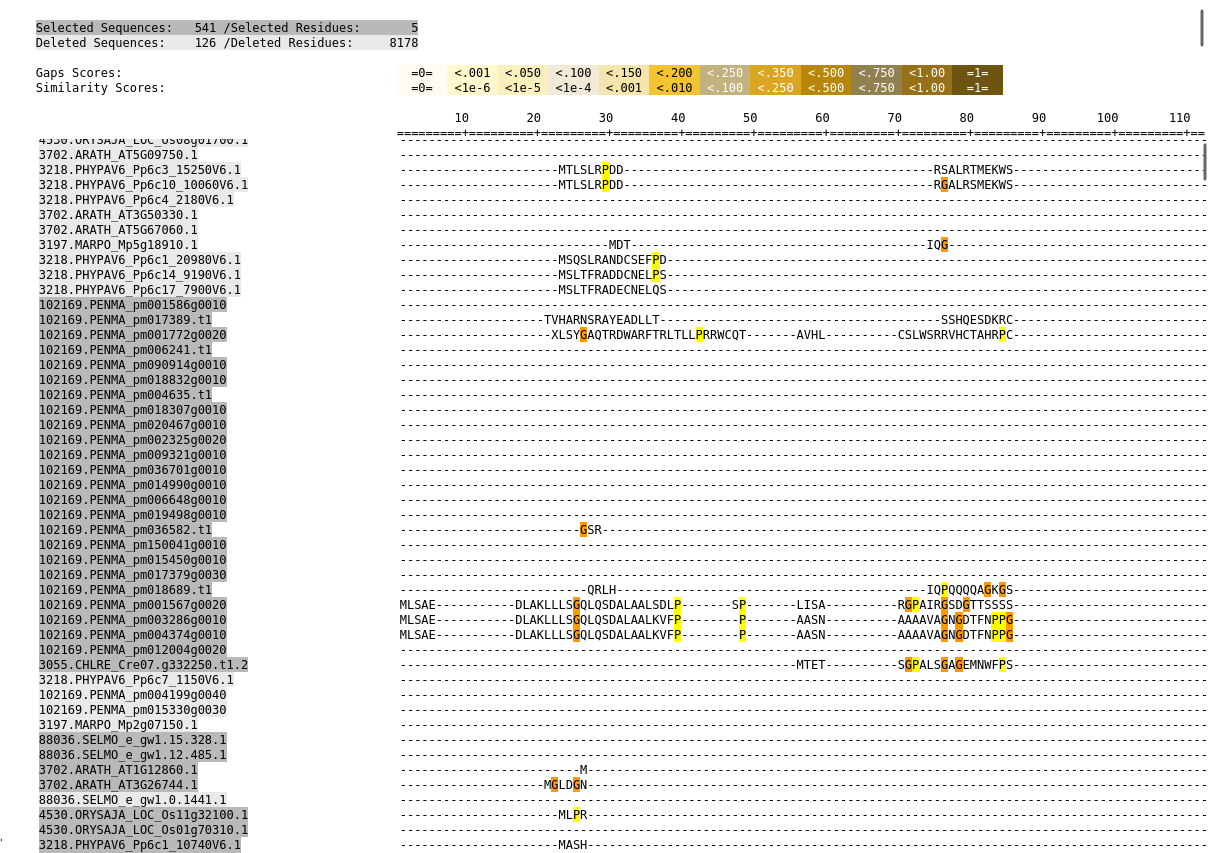 Selected Sequences:   541 /Selected Residues:       5
Deleted Sequences:    126 /Deleted Residues:     8178
Gaps Scores: =0= <.001 <.050 <.100 <.150 <.200 <.250 <.350 <.500 <.750 <1.00 =1=
Similarity Scores: =0= <1e-6 <1e-5 <1e-4 <.001 <.010 <.100 <.250 <.500 <.750 <1.00 =1=
10 20 30 40 50 60 70 80 90 100 110
=========+=========+=========+=========+=========+=========+=========+=========+=========+=========+=========+==
4530.ORYSAJA_LOC_Os08g01700.1 ----------------------------------------------------------------------------------------------------------------
3702.ARATH_AT5G09750.1 ----------------------------------------------------------------------------------------------------------------
3218.PHYPAV6_Pp6c3_15250V6.1 ----------------------MTLSLRPDD-------------------------------------------RSALRTMEKWS---------------------------
3218.PHYPAV6_Pp6c10_10060V6.1 ----------------------MTLSLRPDD-------------------------------------------RGALRSMEKWS---------------------------
3218.PHYPAV6_Pp6c4_2180V6.1 ----------------------------------------------------------------------------------------------------------------
3702.ARATH_AT3G50330.1 ----------------------------------------------------------------------------------------------------------------
3702.ARATH_AT5G67060.1 ----------------------------------------------------------------------------------------------------------------
3197.MARPO_Mp5g18910.1 -----------------------------MDT-----------------------------------------IQG------------------------------------
3218.PHYPAV6_Pp6c1_20980V6.1 ----------------------MSQSLRANDCSEFPD---------------------------------------------------------------------------
3218.PHYPAV6_Pp6c14_9190V6.1 ----------------------MSLTFRADDCNELPS---------------------------------------------------------------------------
3218.PHYPAV6_Pp6c17_7900V6.1 ----------------------MSLTFRADECNELQS---------------------------------------------------------------------------
102169.PENMA_pm001586g0010 ----------------------------------------------------------------------------------------------------------------
102169.PENMA_pm017389.t1 --------------------TVHARNSRAYEADLLT---------------------------------------SSHQESDKRC---------------------------
102169.PENMA_pm001772g0020 ---------------------XLSYGAQTRDWARFTRLTLLPRRWCQT-------AVHL----------CSLWSRRVHCTAHRPC---------------------------
102169.PENMA_pm006241.t1 ----------------------------------------------------------------------------------------------------------------
102169.PENMA_pm090914g0010 ----------------------------------------------------------------------------------------------------------------
102169.PENMA_pm018832g0010 ----------------------------------------------------------------------------------------------------------------
102169.PENMA_pm004635.t1 ----------------------------------------------------------------------------------------------------------------
102169.PENMA_pm018307g0010 ----------------------------------------------------------------------------------------------------------------
102169.PENMA_pm020467g0010 ----------------------------------------------------------------------------------------------------------------
102169.PENMA_pm002325g0020 ----------------------------------------------------------------------------------------------------------------
102169.PENMA_pm009321g0010 ----------------------------------------------------------------------------------------------------------------
102169.PENMA_pm036701g0010 ----------------------------------------------------------------------------------------------------------------
102169.PENMA_pm014990g0010 ----------------------------------------------------------------------------------------------------------------
102169.PENMA_pm006648g0010 ----------------------------------------------------------------------------------------------------------------
102169.PENMA_pm019498g0010 ----------------------------------------------------------------------------------------------------------------
102169.PENMA_pm036582.t1 -------------------------GSR------------------------------------------------------------------------------------
102169.PENMA_pm150041g0010 ----------------------------------------------------------------------------------------------------------------
102169.PENMA_pm015450g0010 ----------------------------------------------------------------------------------------------------------------
102169.PENMA_pm017379g0030 ----------------------------------------------------------------------------------------------------------------
102169.PENMA_pm018689.t1 --------------------------QRLH-------------------------------------------IQPQQQQAGKGS---------------------------
102169.PENMA_pm001567g0020 MLSAE-----------DLAKLLLSGQLQSDALAALSDLP-------SP-------LISA----------RGPAIRGSDGTTSSSS---------------------------
102169.PENMA_pm003286g0010 MLSAE-----------DLAKLLLSGQLQSDALAALKVFP--------P-------AASN----------AAAAVAGNGDTFNPPG---------------------------
102169.PENMA_pm004374g0010 MLSAE-----------DLAKLLLSGQLQSDALAALKVFP--------P-------AASN----------AAAAVAGNGDTFNPPG---------------------------
102169.PENMA_pm012004g0020 ----------------------------------------------------------------------------------------------------------------
3055.CHLRE_Cre07.g332250.t1.2 -------------------------------------------------------MTET----------SGPALSGAGEMNWFPS---------------------------
3218.PHYPAV6_Pp6c7_1150V6.1 ----------------------------------------------------------------------------------------------------------------
102169.PENMA_pm004199g0040 ----------------------------------------------------------------------------------------------------------------
102169.PENMA_pm015330g0030 ----------------------------------------------------------------------------------------------------------------
3197.MARPO_Mp2g07150.1 ----------------------------------------------------------------------------------------------------------------
88036.SELMO_e_gw1.15.328.1 ----------------------------------------------------------------------------------------------------------------
88036.SELMO_e_gw1.12.485.1 ----------------------------------------------------------------------------------------------------------------
3702.ARATH_AT1G12860.1 -------------------------M--------------------------------------------------------------------------------------
3702.ARATH_AT3G26744.1 --------------------MGLDGN--------------------------------------------------------------------------------------
88036.SELMO_e_gw1.0.1441.1 ----------------------------------------------------------------------------------------------------------------
4530.ORYSAJA_LOC_Os11g32100.1 ----------------------MLPR--------------------------------------------------------------------------------------
4530.ORYSAJA_LOC_Os01g70310.1 ----------------------------------------------------------------------------------------------------------------
3218.PHYPAV6_Pp6c1_10740V6.1 ----------------------MASH--------------------------------------------------------------------------------------